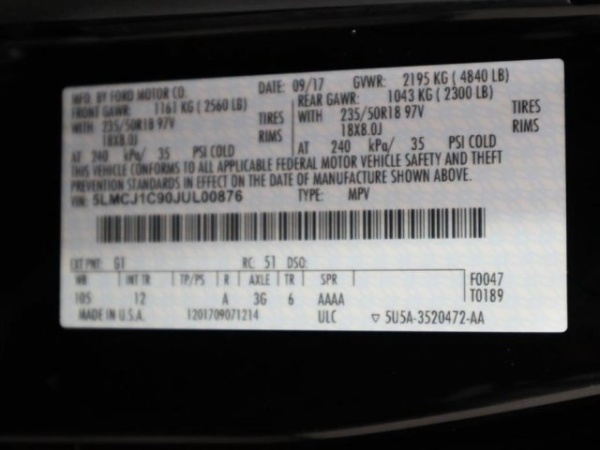 MFD. BY FORD MOTOR CO. DATE: 09/17 GVWR: 2195 KG ( 4840 LB)
FRONT GAWR: 1161 KG ( 2560 LB) REAR GAWR: 1043 KG ( 2300 LB)
WITH 235/50R18 97V TIRES WITH 235/50R18 97V TIRES
18X8.0J RIMS 18X8.0J RIMS
AT 240 kPa/ 35 PSI COLD AT 240 kPa/ 35 PSI COLD
THIS VEHICLE CONFORMS TO ALL APPLICABLE FEDERAL MOTOR VEHICLE SAFETY AND THEFT
PREVENTION STANDARDS IN EFFECT ON THE DATE OF MANUFACTURE SHOWN ABOVE.
VIN: 5LMCJ1C90JUL00876 TYPE: MPV
EXT PNT: G1 RC: 51 DSO:
WB INT TR TP/PS R AXLE TR SPR F0047
105 12 A 3G 6 AAAA T0189
MADE IN U.S.A. 1201709071214 ULC ▽ 5U5A-3520472-AA